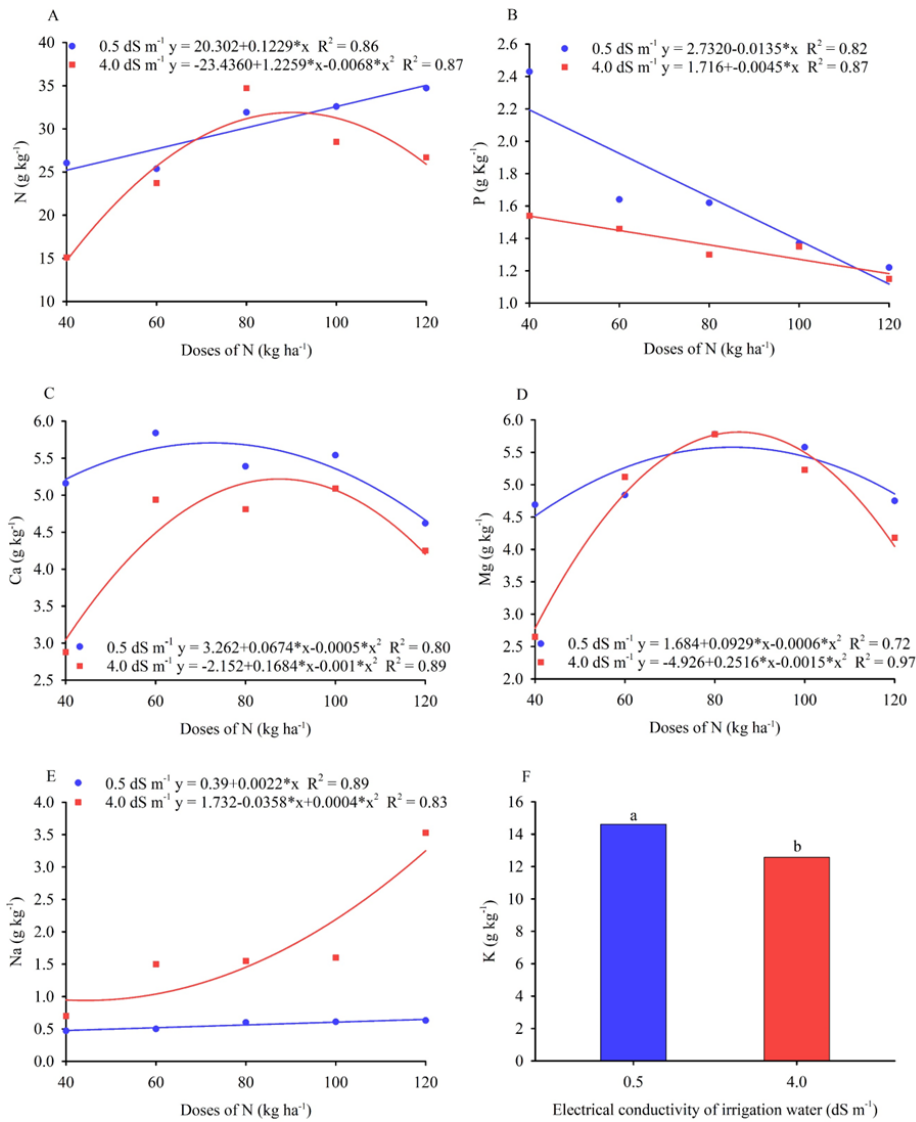 A
0.5 dS m⁻¹ y = 20.302+0.1229*x R² = 0.86
4.0 dS m⁻¹ y = -23.4360+1.2259*x-0.0068*x² R² = 0.87
40
35
30
25
20
15
10
N (g kg⁻¹)
40 60 80 100 120
Doses of N (kg ha⁻¹)
B
0.5 dS m⁻¹ y = 2.7320-0.0135*x R² = 0.82
4.0 dS m⁻¹ y = 1.716+-0.0045*x R² = 0.87
2.6
2.4
2.2
2.0
1.8
1.6
1.4
1.2
1.0
P (g Kg⁻¹)
40 60 80 100 120
Doses of N (kg ha⁻¹)
C
6.0
5.5
5.0
4.5
4.0
3.5
3.0
2.5
Ca (g kg⁻¹)
0.5 dS m⁻¹ y = 3.262+0.0674*x-0.0005*x² R² = 0.80
4.0 dS m⁻¹ y = -2.152+0.1684*x-0.001*x² R² = 0.89
40 60 80 100 120
Doses of N (kg ha⁻¹)
D
6.0
5.5
5.0
4.5
4.0
3.5
3.0
2.5
2.0
Mg (g kg⁻¹)
0.5 dS m⁻¹ y = 1.684+0.0929*x-0.0006*x² R² = 0.72
4.0 dS m⁻¹ y = -4.926+0.2516*x-0.0015*x² R² = 0.97
40 60 80 100 120
Doses of N (kg ha⁻¹)
E
0.5 dS m⁻¹ y = 0.39+0.0022*x R² = 0.89
4.0 dS m⁻¹ y = 1.732-0.0358*x+0.0004*x² R² = 0.83
4.0
3.5
3.0
2.5
2.0
1.5
1.0
0.5
0.0
Na (g kg⁻¹)
40 60 80 100 120
Doses of N (kg ha⁻¹)
F
16
14
12
10
8
6
4
2
0
K (g kg⁻¹)
a
b
0.5 4.0
Electrical conductivity of irrigation water (dS m⁻¹)